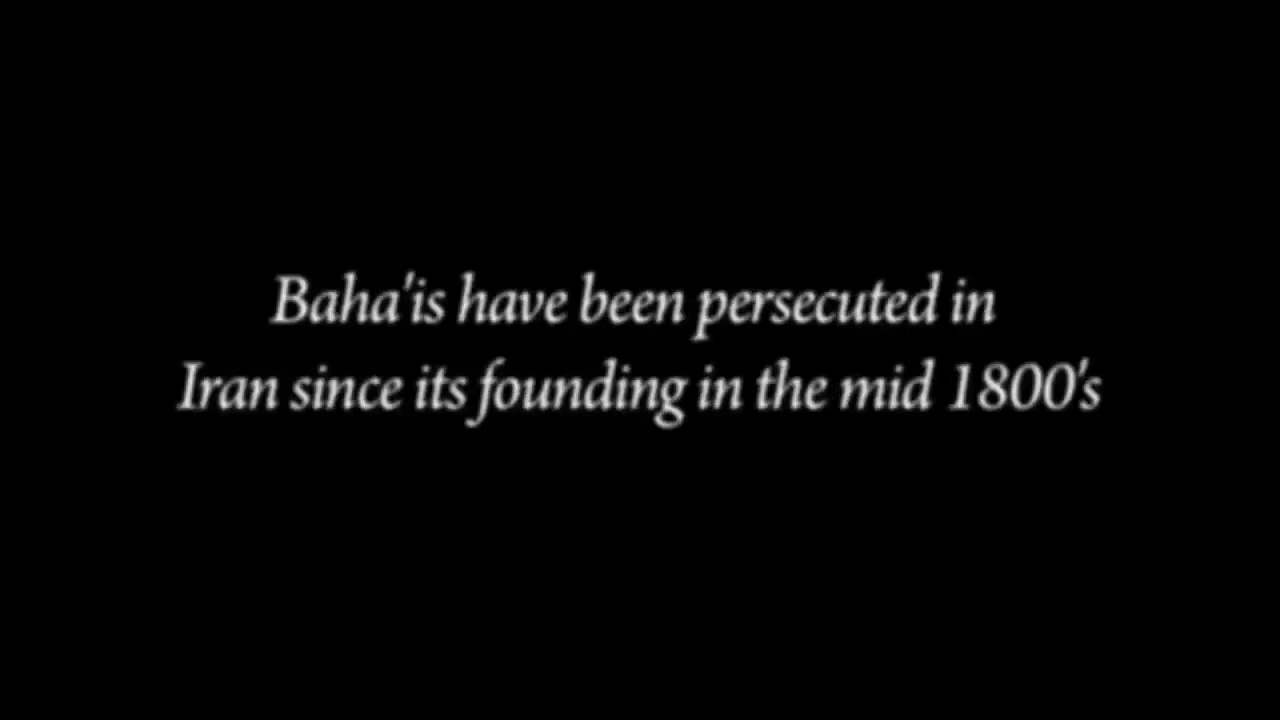 Baha'is have been persecuted in
Iran since its founding in the mid 1800's